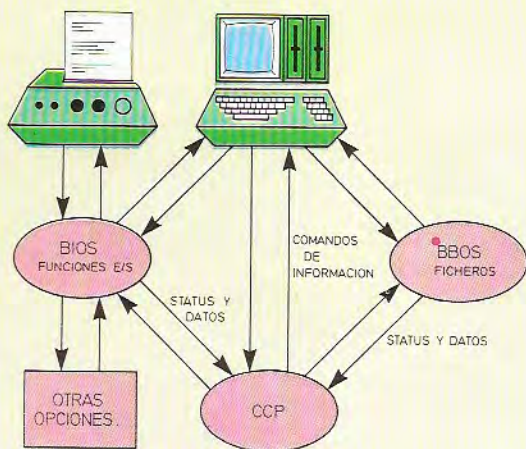 BIOS
FUNCIONES E/S
COMANDOS
DE
INFORMACION
BBOS
FICHEROS
STATUS Y
DATOS
STATUS Y DATOS
OTRAS
OPCIONES.
CCP